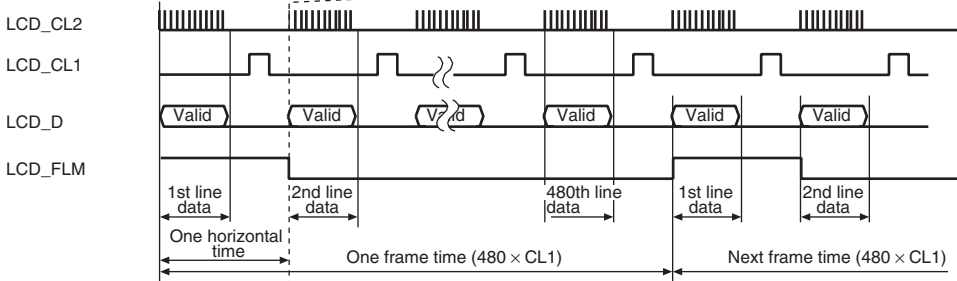 LCD_CL2
LCD_CL1
LCD_D
Valid Valid Valid Valid Valid Valid
LCD_FLM
1st line data
2nd line data
480th line data
1st line data
2nd line data
One horizontal time
One frame time (480 × CL1)
Next frame time (480 × CL1)